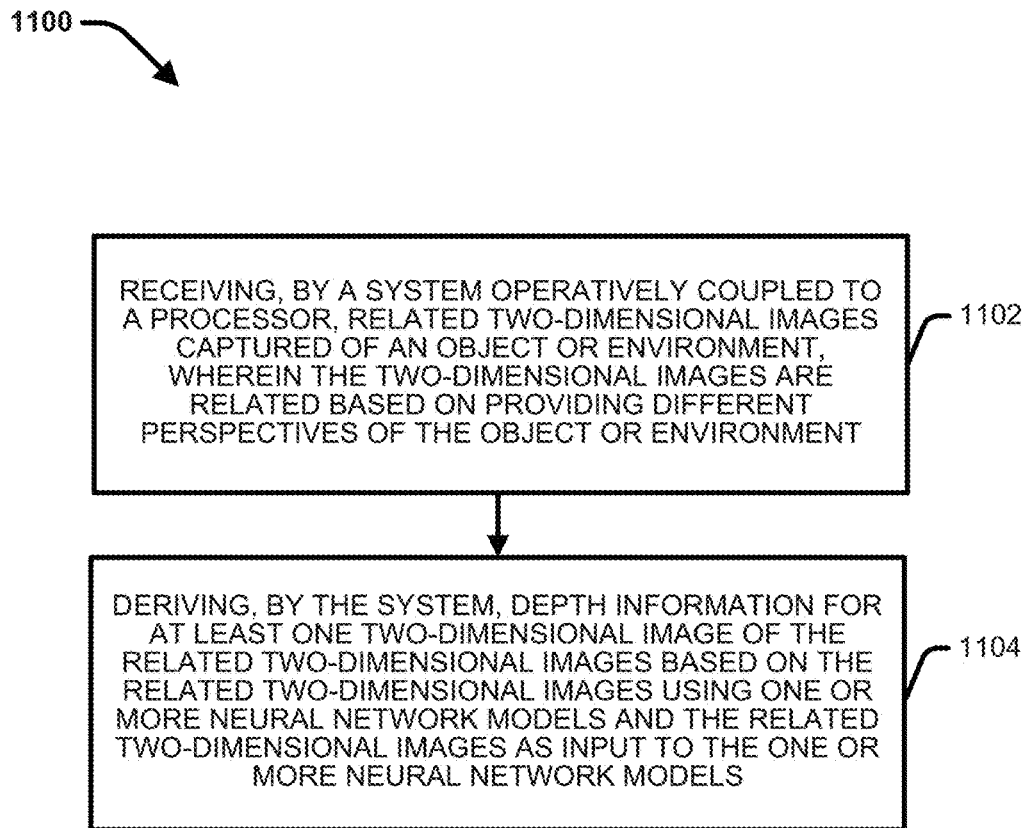 1100
RECEIVING, BY A SYSTEM OPERATIVELY COUPLED TO
A PROCESSOR, RELATED TWO-DIMENSIONAL IMAGES
CAPTURED OF AN OBJECT OR ENVIRONMENT,
WHEREIN THE TWO-DIMENSIONAL IMAGES ARE
RELATED BASED ON PROVIDING DIFFERENT
PERSPECTIVES OF THE OBJECT OR ENVIRONMENT
1102
DERIVING, BY THE SYSTEM, DEPTH INFORMATION FOR
AT LEAST ONE TWO-DIMENSIONAL IMAGE OF THE
RELATED TWO-DIMENSIONAL IMAGES BASED ON THE
RELATED TWO-DIMENSIONAL IMAGES USING ONE OR
MORE NEURAL NETWORK MODELS AND THE RELATED
TWO-DIMENSIONAL IMAGES AS INPUT TO THE ONE OR
MORE NEURAL NETWORK MODELS
1104